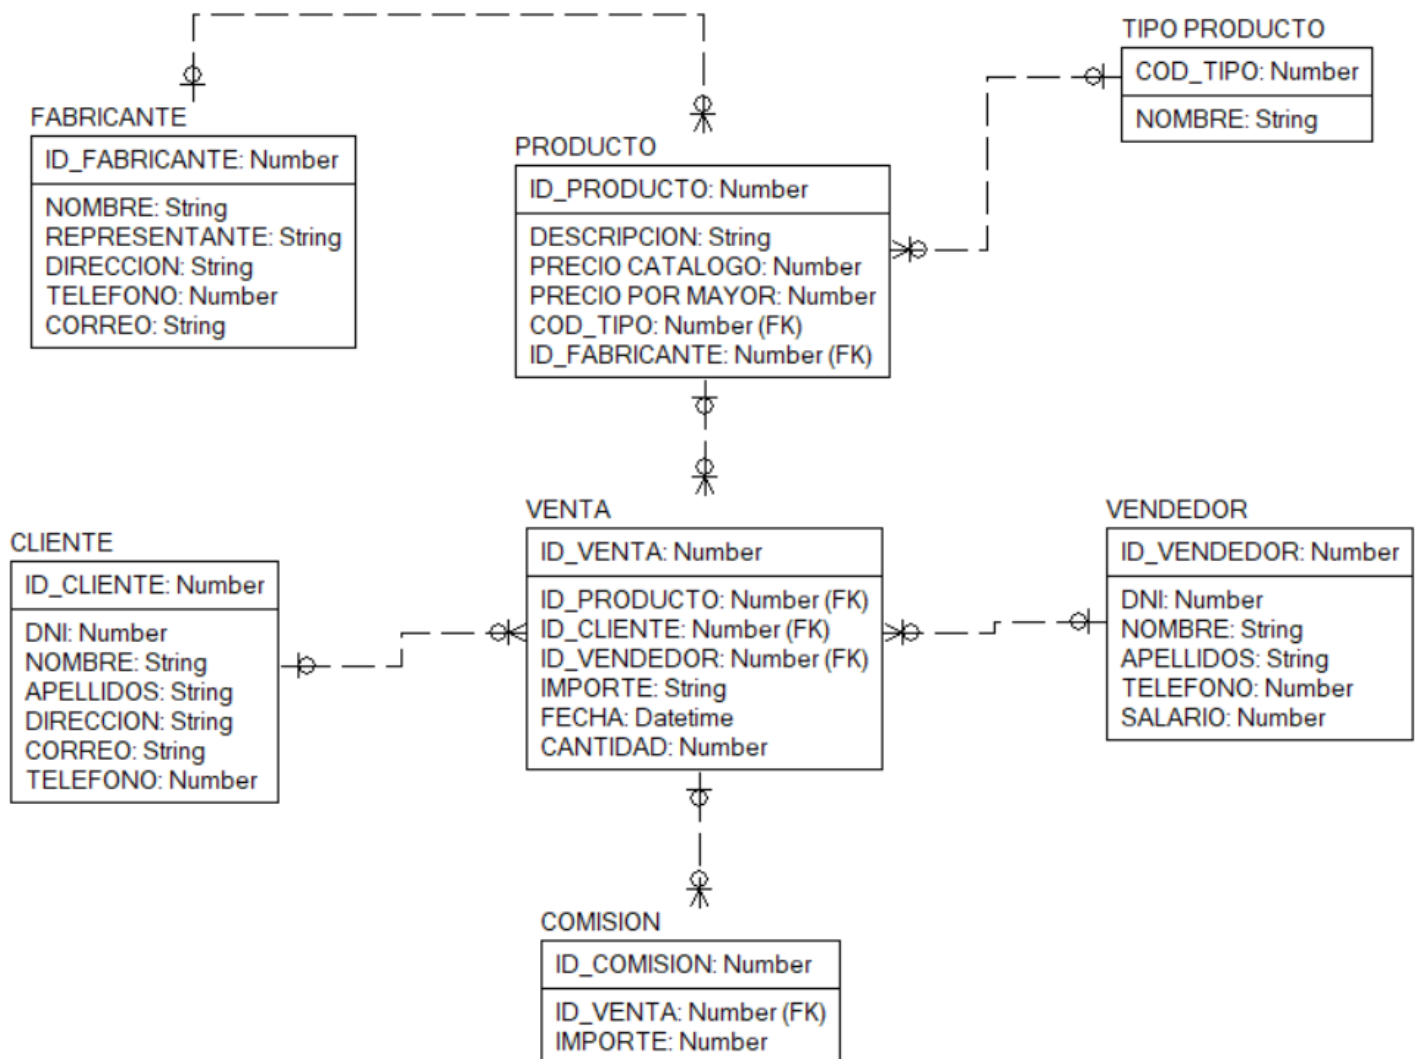 TIPO PRODUCTO
COD_TIPO: Number
NOMBRE: String
FABRICANTE
ID_FABRICANTE: Number
NOMBRE: String
REPRESENTANTE: String
DIRECCION: String
TELEFONO: Number
CORREO: String
PRODUCTO
ID_PRODUCTO: Number
DESCRIPCION: String
PRECIO CATALOGO: Number
PRECIO POR MAYOR: Number
COD_TIPO: Number (FK)
ID_FABRICANTE: Number (FK)
CLIENTE
ID_CLIENTE: Number
DNI: Number
NOMBRE: String
APELLIDOS: String
DIRECCION: String
CORREO: String
TELEFONO: Number
VENTA
ID_VENTA: Number
ID_PRODUCTO: Number (FK)
ID_CLIENTE: Number (FK)
ID_VENDEDOR: Number (FK)
IMPORTE: String
FECHA: Datetime
CANTIDAD: Number
VENDEDOR
ID_VENDEDOR: Number
DNI: Number
NOMBRE: String
APELLIDOS: String
TELEFONO: Number
SALARIO: Number
COMISION
ID_COMISION: Number
ID_VENTA: Number (FK)
IMPORTE: Number